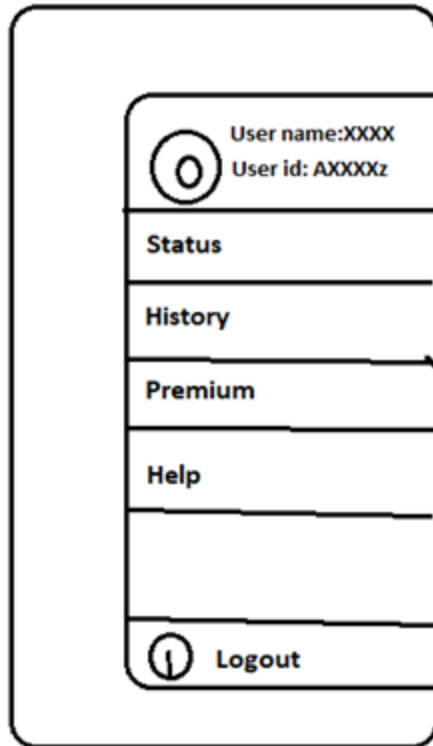 User name:XXXX
User id: AXXXXz
Status
History
Premium
Help
Logout